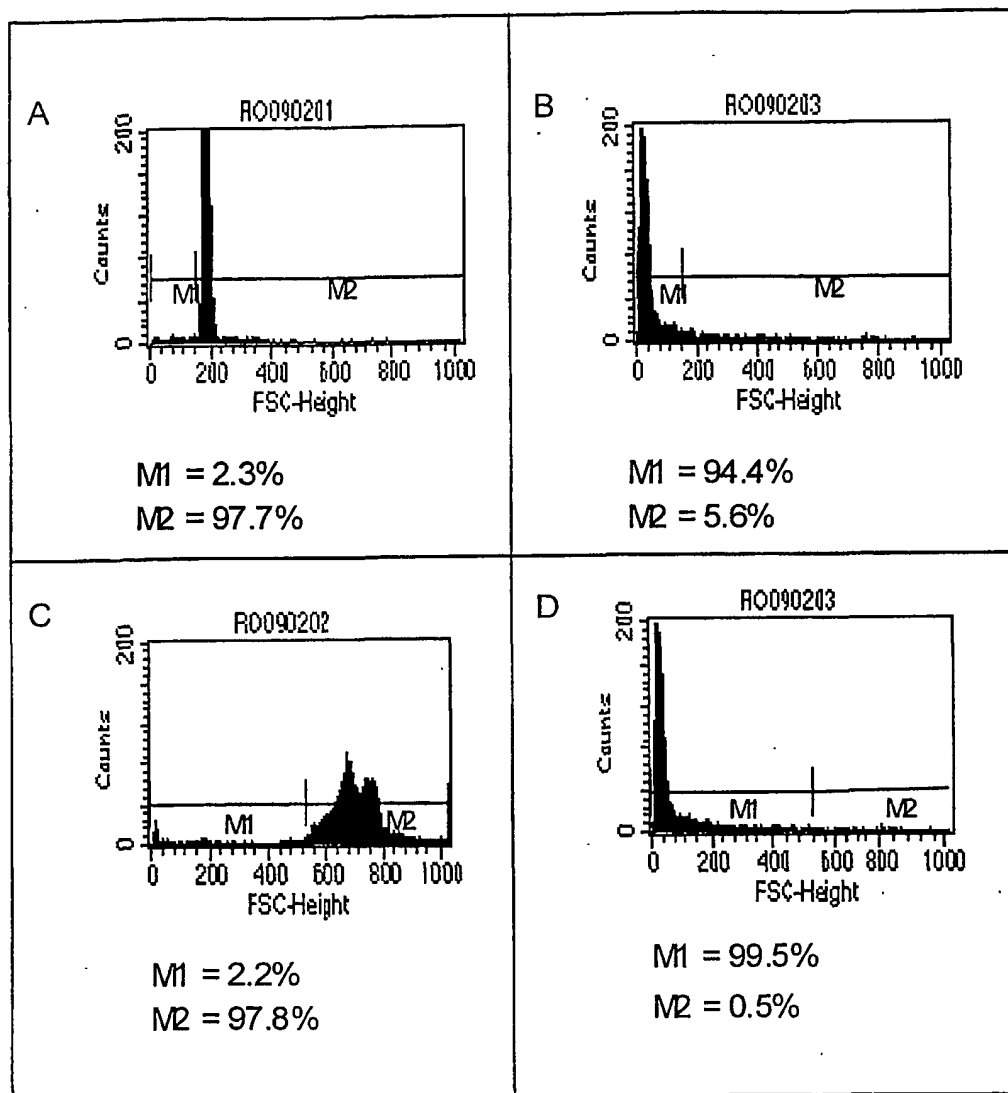 A
RO090201
200
Counts
M1 M2
0
0 200 400 600 800 1000
FSC-Height
M1 = 2.3%
M2 = 97.7%
B
RO090203
200
Counts
M1 M2
0
0 200 400 600 800 1000
FSC-Height
M1 = 94.4%
M2 = 5.6%
C
RO090202
200
Counts
M1 M2
0
0 200 400 600 800 1000
FSC-Height
M1 = 2.2%
M2 = 97.8%
D
RO090203
200
Counts
M1 M2
0
0 200 400 600 800 1000
FSC-Height
M1 = 99.5%
M2 = 0.5%